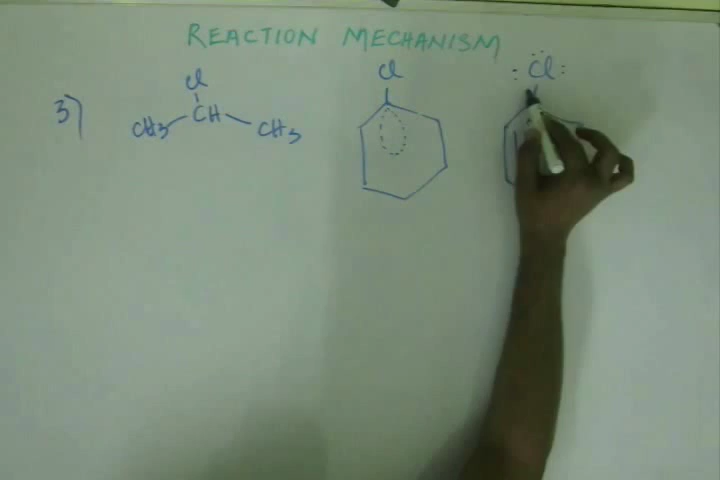 REACTION MECHANISM
Cl Cl :Cl:
3) CH3 CH CH3